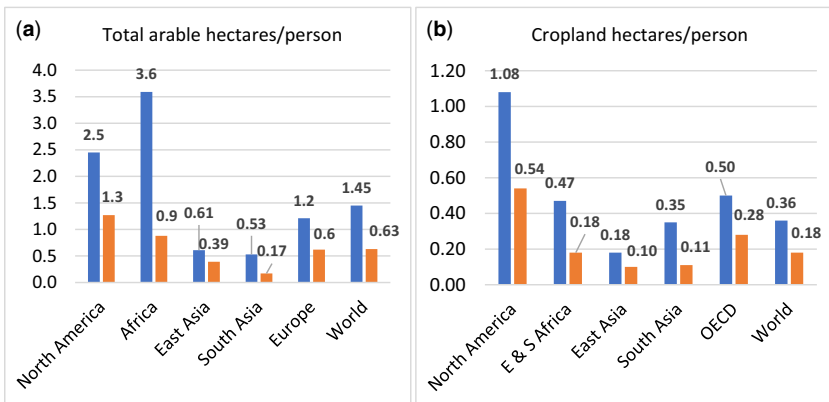 (a)
Total arable hectares/person
4.0
3.5
3.0
2.5
2.0
1.5
1.0
0.5
0.0
2.5
1.3
3.6
0.9
0.61
0.39
0.53
0.17
1.2
0.6
1.45
0.63
North America
Africa
East Asia
South Asia
Europe
World
(b)
Cropland hectares/person
1.20
1.00
0.80
0.60
0.40
0.20
0.00
1.08
0.54
0.47
0.18
0.18
0.10
0.35
0.11
0.50
0.28
0.36
0.18
North America
E & S Africa
East Asia
South Asia
OECD
World